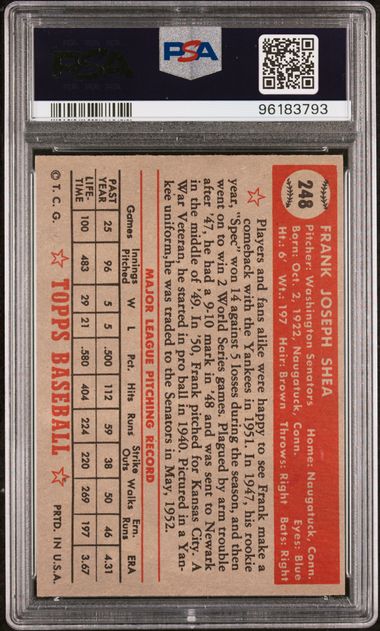 PSA
PSA
96183793
248
FRANK JOSEPH SHEA
Pitcher: Washington Senators Home: Naugatuck, Conn.
Born: Oct. 2, 1922, Naugatuck, Conn. Eyes: Blue
Ht.: 6' Wt.: 197 Hair: Brown Throws: Right Bats: Right
Players and fans alike were happy to see Frank make a
comeback with the Yankees in 1951. In 1947, his rookie
year, "Spec" won 14 against 5 losses during the season, and then
went on to win 2 World Series games. Plagued by arm trouble
after '47, he had a 9-10 mark in '48 and was sent to Newark
in the middle of '49. In '50, Frank pitched for Kansas City. A
War Veteran, he started in pro ball in 1940. Pictured in a Yan-
kee uniform, he was traded to the Senators in May, 1952.
MAJOR LEAGUE PITCHING RECORD
Games Innings Pitched W L Pct. Hits Runs Strike Outs Walks Ern. Runs ERA
PAST YEAR 25 96 5 5 .500 112 59 38 50 46 4.31
LIFE-TIME 100 483 29 21 .580 404 224 220 269 197 3.67
© T. C. G. TOPPS BASEBALL PRTD. IN U.S.A.